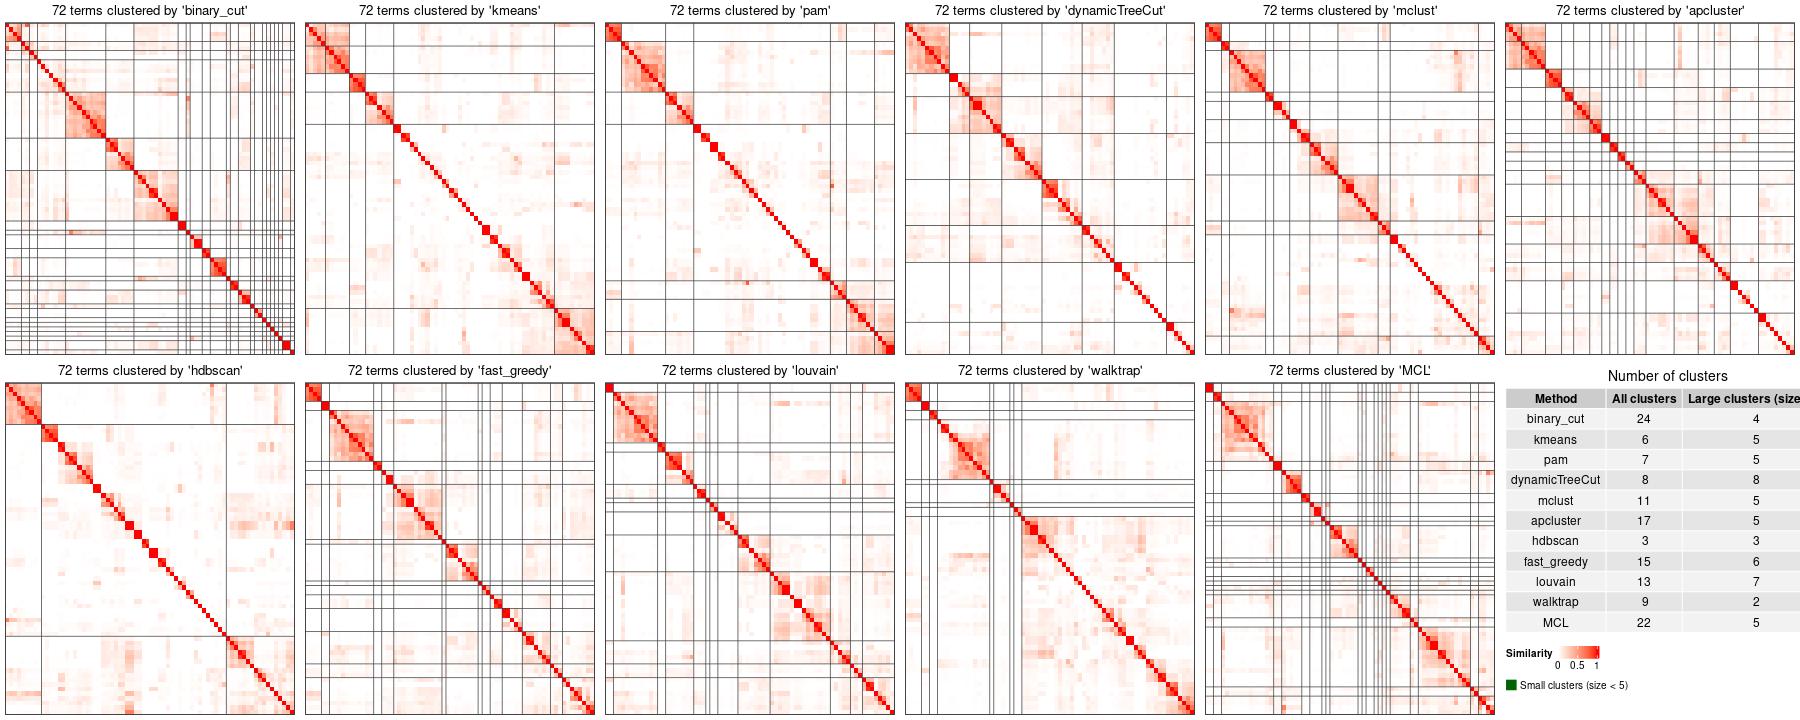 72 terms clustered by 'binary_cut'
72 terms clustered by 'kmeans'
72 terms clustered by 'pam'
72 terms clustered by 'dynamicTreeCut'
72 terms clustered by 'mclust'
72 terms clustered by 'apcluster'
72 terms clustered by 'hdbscan'
72 terms clustered by 'fast_greedy'
72 terms clustered by 'louvain'
72 terms clustered by 'walktrap'
72 terms clustered by 'MCL'
Number of clusters
Method All clusters Large clusters (size
binary_cut 24 4
kmeans 6 5
pam 7 5
dynamicTreeCut 8 8
mclust 11 5
apcluster 17 5
hdbscan 3 3
fast_greedy 15 6
louvain 13 7
walktrap 9 2
MCL 22 5
Similarity
0 0.5 1
Small clusters (size < 5)